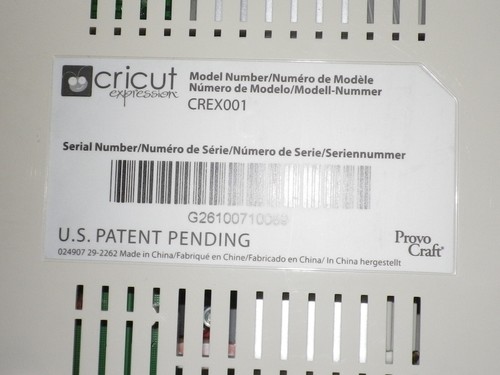 cricut
expression
Model Number/Numéro de Modèle
Número de Modelo/Modell-Nummer
CREX001
Serial Number/Numéro de Série/Número de Serie/Seriennummer
U.S. PATENT PENDING
Provo
Craft®
024907 29-2262 Made in China/Fabriqué en Chine/Fabricado en China/ In China hergestellt